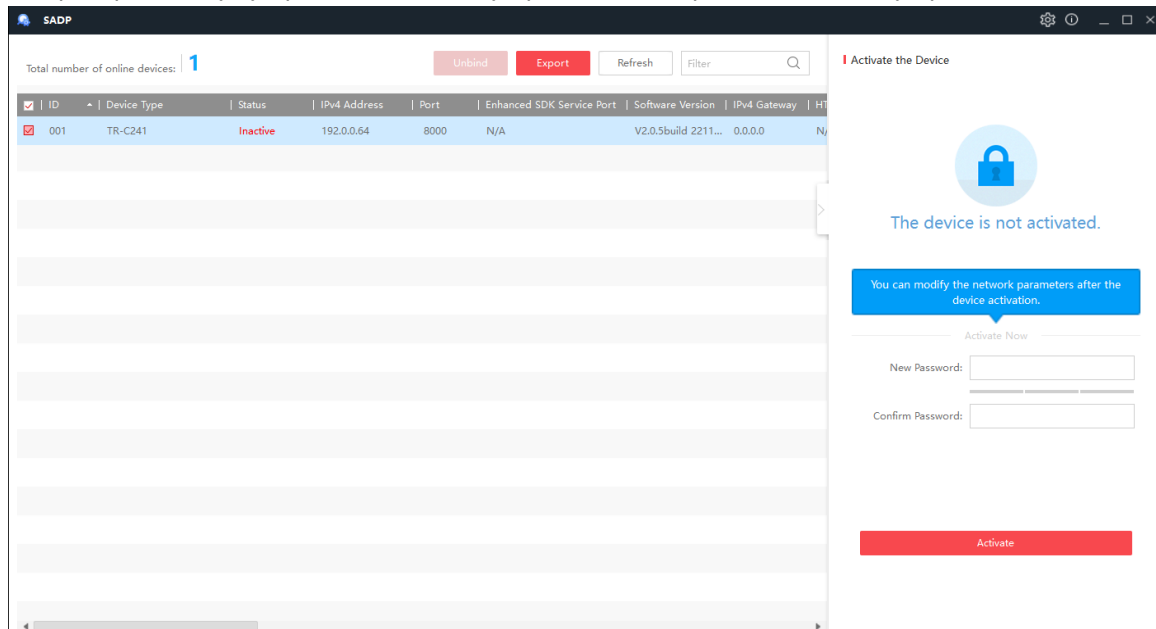 SADP
Total number of online devices: 1
Unbind
Export
Refresh
Filter
ID | Device Type | Status | IPv4 Address | Port | Enhanced SDK Service Port | Software Version | IPv4 Gateway | HT
001 TR-C241 Inactive 192.0.0.64 8000 N/A V2.0.5build 2211... 0.0.0.0 N/
Activate the Device
The device is not activated.
You can modify the network parameters after the
device activation.
Activate Now
New Password:
Confirm Password:
Activate